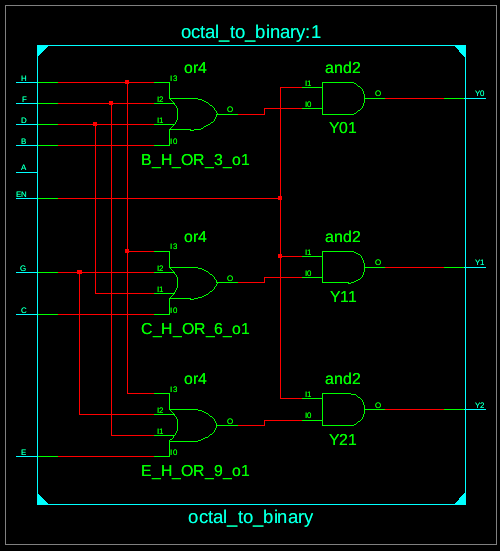 octal_to_binary:1
or4
and2
H
I3
F
I2
I1
O
O
Y0
D
I1
I0
B
I0
Y01
B_H_OR_3_o1
A
EN
or4
and2
I3
I1
G
I2
O
O
Y1
I1
I0
C
I0
Y11
C_H_OR_6_o1
or4
and2
I3
I1
I2
O
O
Y2
I1
I0
E
I0
Y21
E_H_OR_9_o1
octal_to_binary